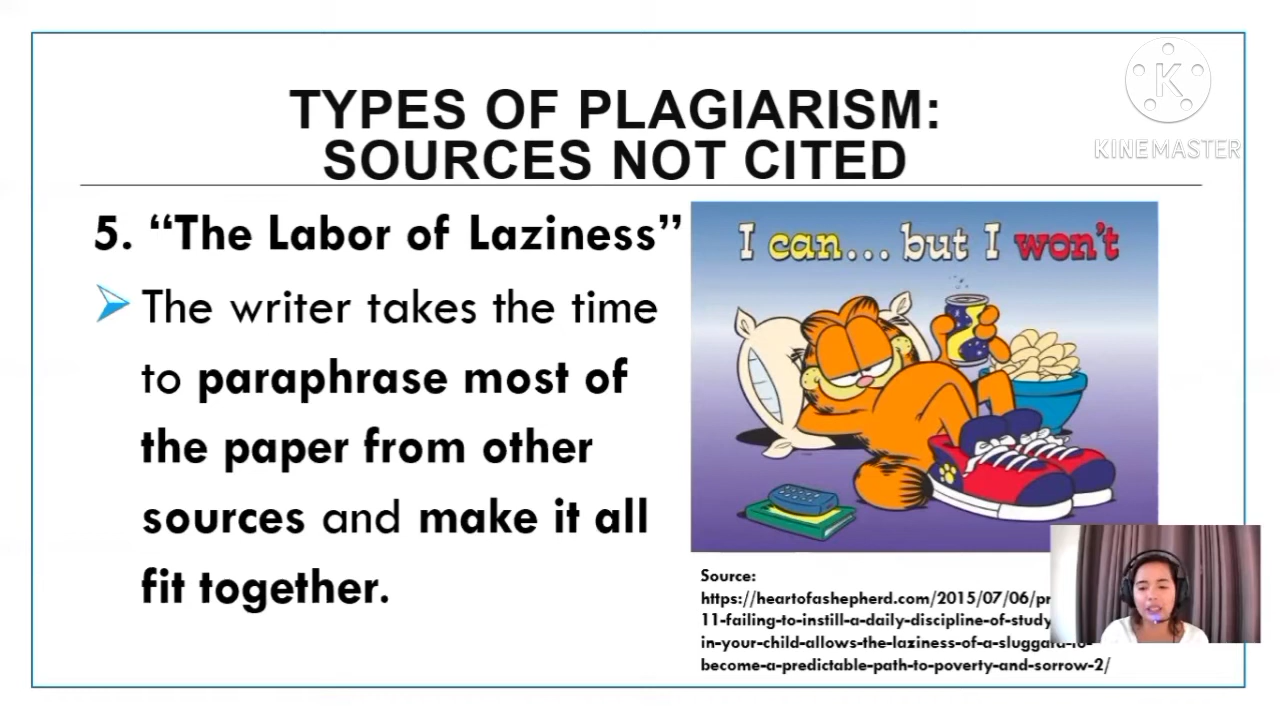 TYPES OF PLAGIARISM:
SOURCES NOT CITED
K
KINEMASTER
5. “The Labor of Laziness”
The writer takes the time
to paraphrase most of
the paper from other
sources and make it all
fit together.
I can... but I won't
Source:
https://heartofashepherd.com/2015/07/06/pr
11-failing-to-instill-a-daily-discipline-of-study
in-your-child-allows-the-laziness-of-a-sluggard-to-
become-a-predictable-path-to-poverty-and-sorrow-2/